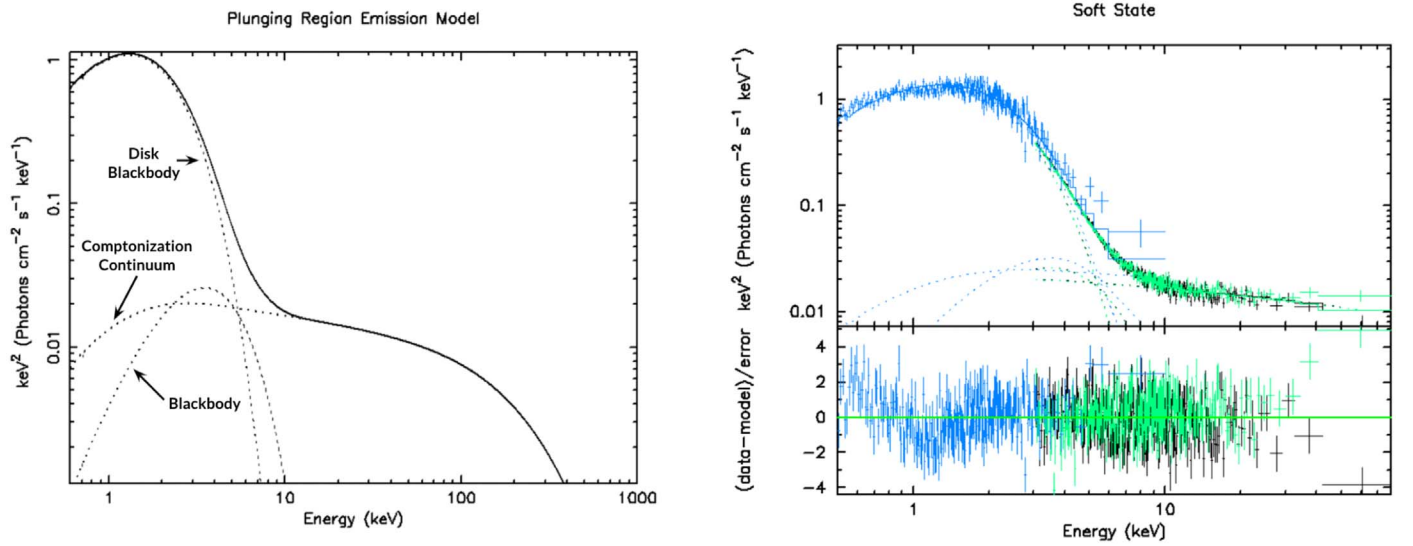 Plunging Region Emission Model
keV² (Photons cm⁻² s⁻¹ keV⁻¹)
1
0.1
0.01
Disk
Blackbody
Comptonization
Continuum
Blackbody
1
10
100
1000
Energy (keV)
Soft State
keV² (Photons cm⁻² s⁻¹ keV⁻¹)
1
0.1
0.01
(data-model)/error
4
2
0
-2
-4
1
10
Energy (keV)